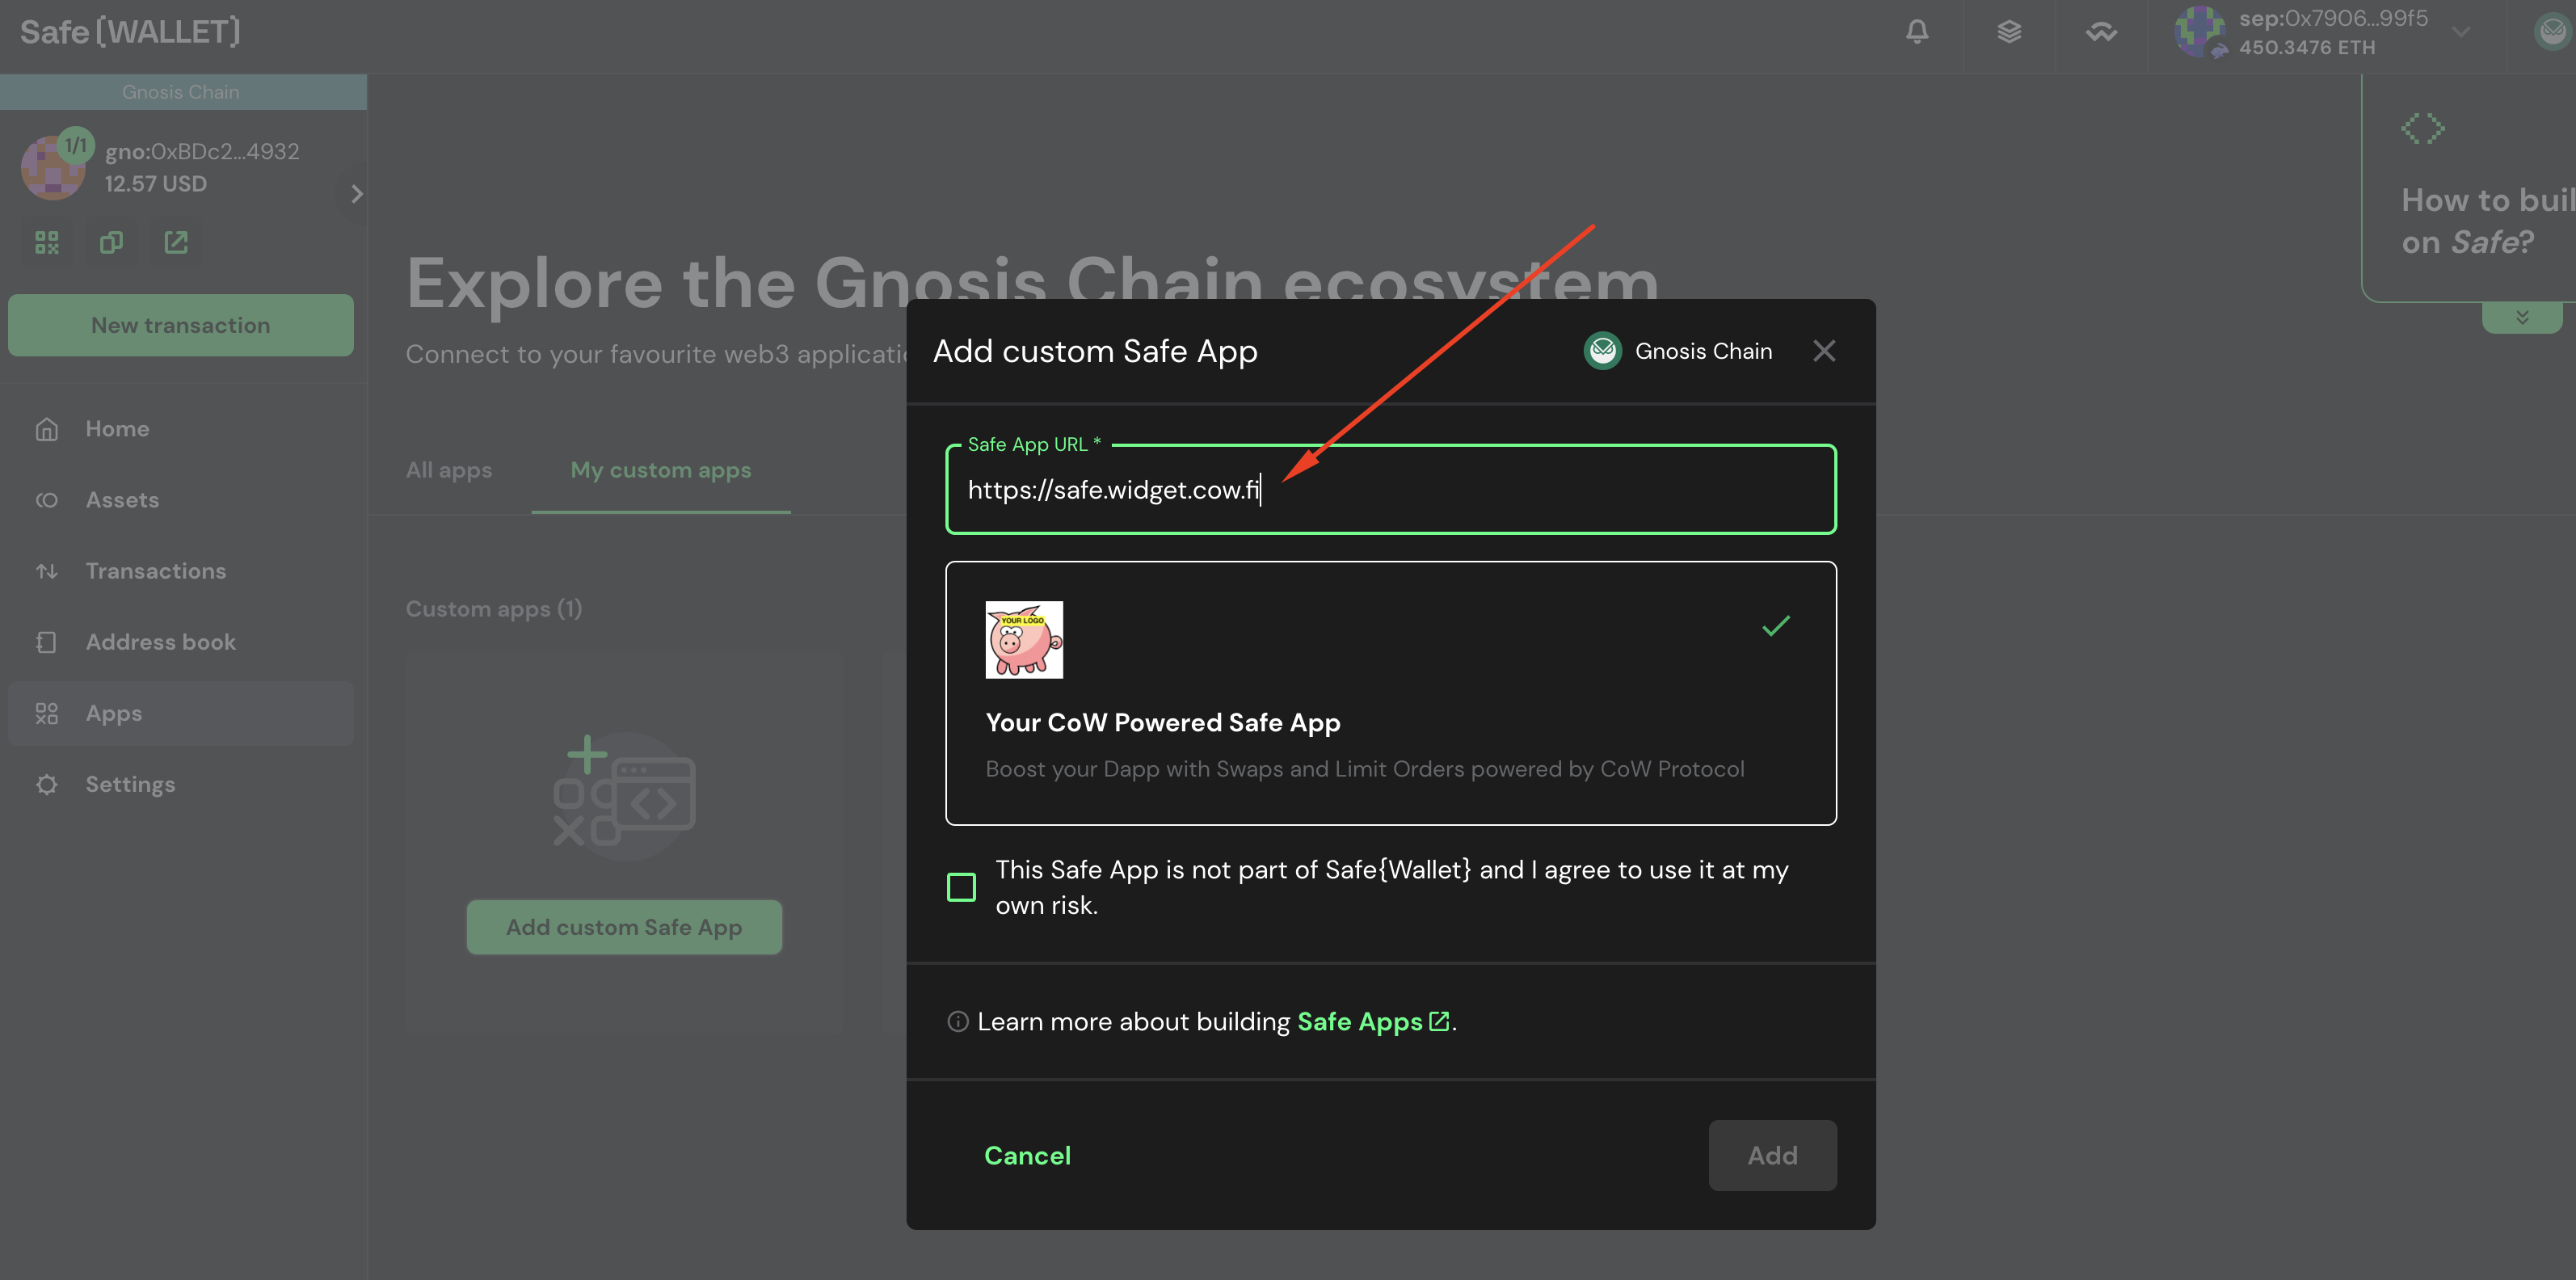 Safe{WALLET}
sep:0x7906...99f5
450.3476 ETH
Gnosis Chain
1/1
gno:0xBDc2...4932
12.57 USD
New transaction
Home
Assets
Transactions
Address book
Apps
Settings
Explore the Gnosis Chain ecosystem
Connect to your favourite web3 applicatio
All apps
My custom apps
Custom apps (1)
Add custom Safe App
How to buil
on Safe?
Add custom Safe App
Gnosis Chain
Safe App URL *
https://safe.widget.cow.fi
YOUR LOGO
Your CoW Powered Safe App
Boost your Dapp with Swaps and Limit Orders powered by CoW Protocol
This Safe App is not part of Safe{Wallet} and I agree to use it at my
own risk.
Learn more about building Safe Apps.
Cancel
Add